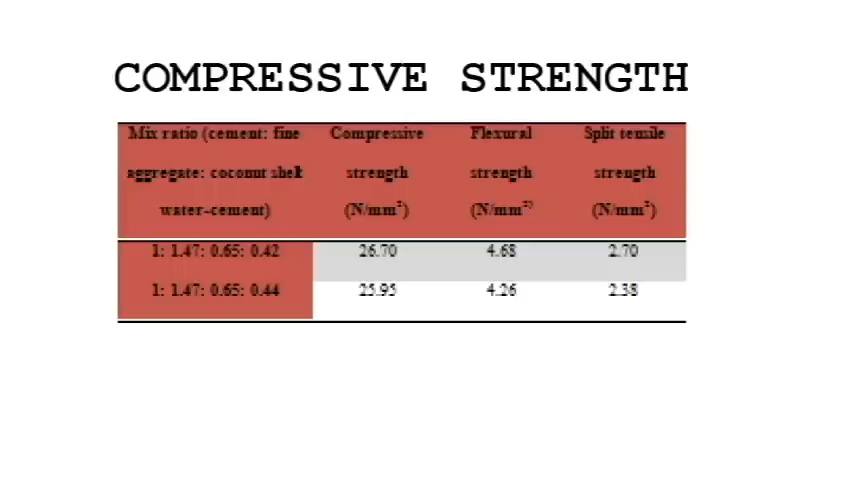 COMPRESSIVE STRENGTH
Mix ratio (cement: fine aggregate: coconut shell: water-cement) Compressive strength (N/mm²) Flexural strength (N/mm²) Split tensile strength (N/mm²)
1: 1.47: 0.65: 0.42 26.70 4.68 2.70
1: 1.47: 0.65: 0.44 25.95 4.26 2.38